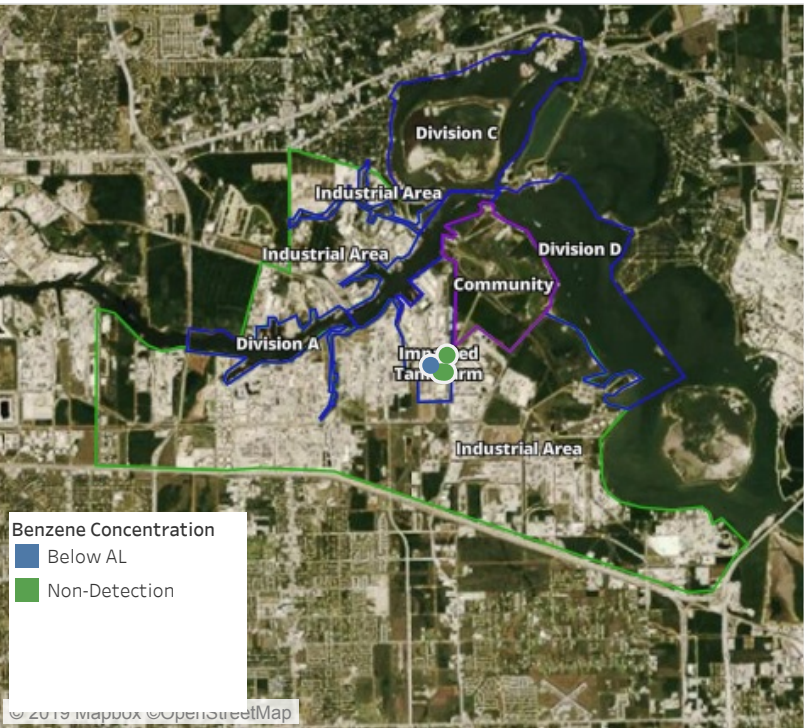 Division C
Industrial Area
Division D
Industrial Area
Community
Division A
Industrial Area
Benzene Concentration
Below AL
Non-Detection
© 2019 Mapbox ©OpenStreetMap